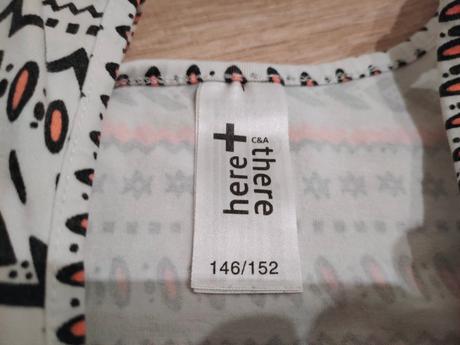 here + there
C&A
146/152